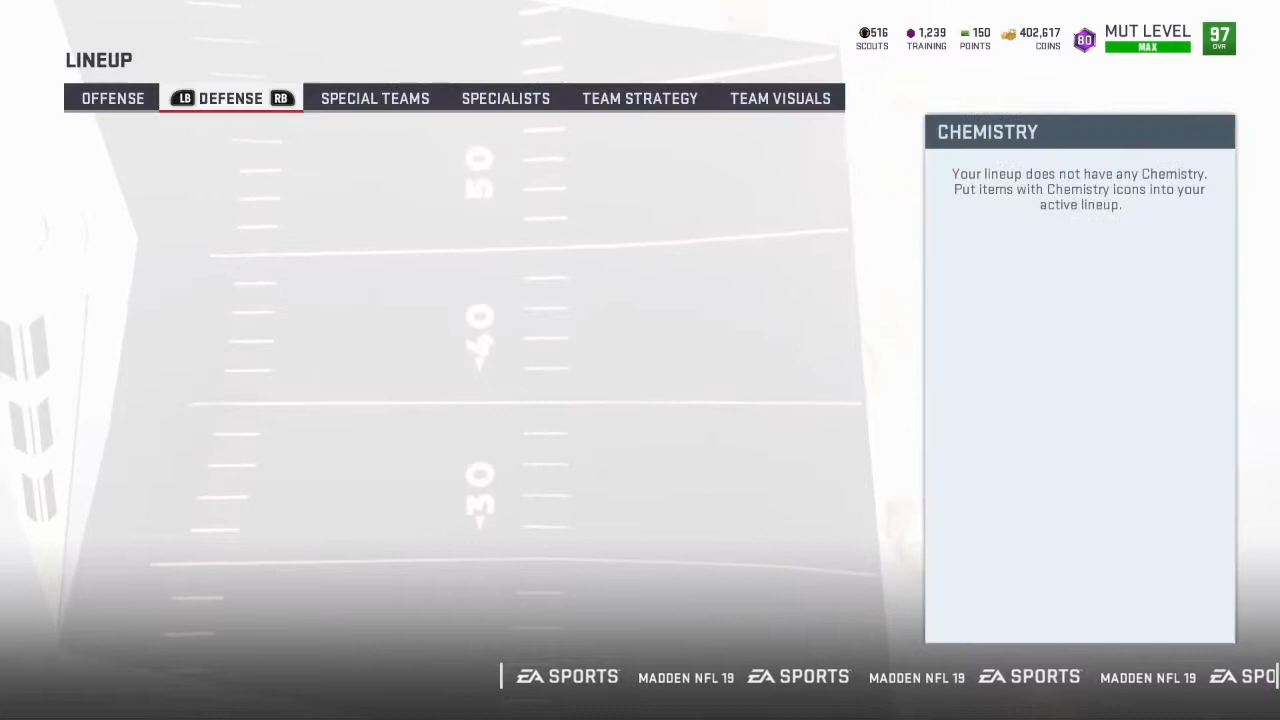 LINEUP
516 SCOUTS
1,239 TRAINING
150 POINTS
402,617 COINS
80
MUT LEVEL
MAX
97
OVR
OFFENSE
LB DEFENSE RB
SPECIAL TEAMS
SPECIALISTS
TEAM STRATEGY
TEAM VISUALS
CHEMISTRY
Your lineup does not have any Chemistry.
Put items with Chemistry icons into your
active lineup.
50
40
30
EA SPORTS MADDEN NFL 19 EA SPORTS MADDEN NFL 19 EA SPORTS MADDEN NFL 19 EA SPO